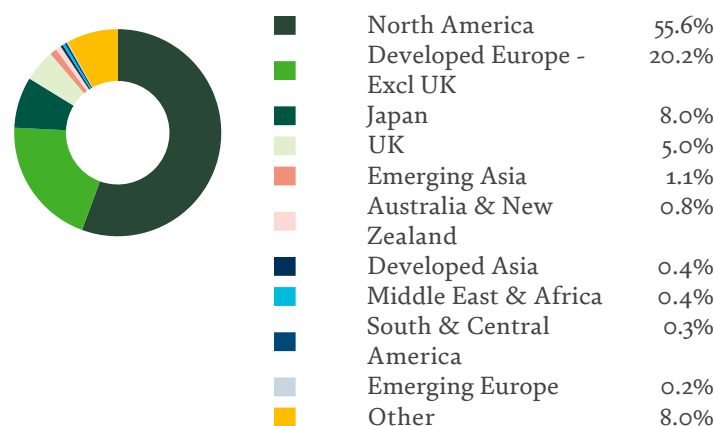 North America 55.6%
Developed Europe - 20.2%
Excl UK
Japan 8.0%
UK 5.0%
Emerging Asia 1.1%
Australia & New 0.8%
Zealand
Developed Asia 0.4%
Middle East & Africa 0.4%
South & Central 0.3%
America
Emerging Europe 0.2%
Other 8.0%